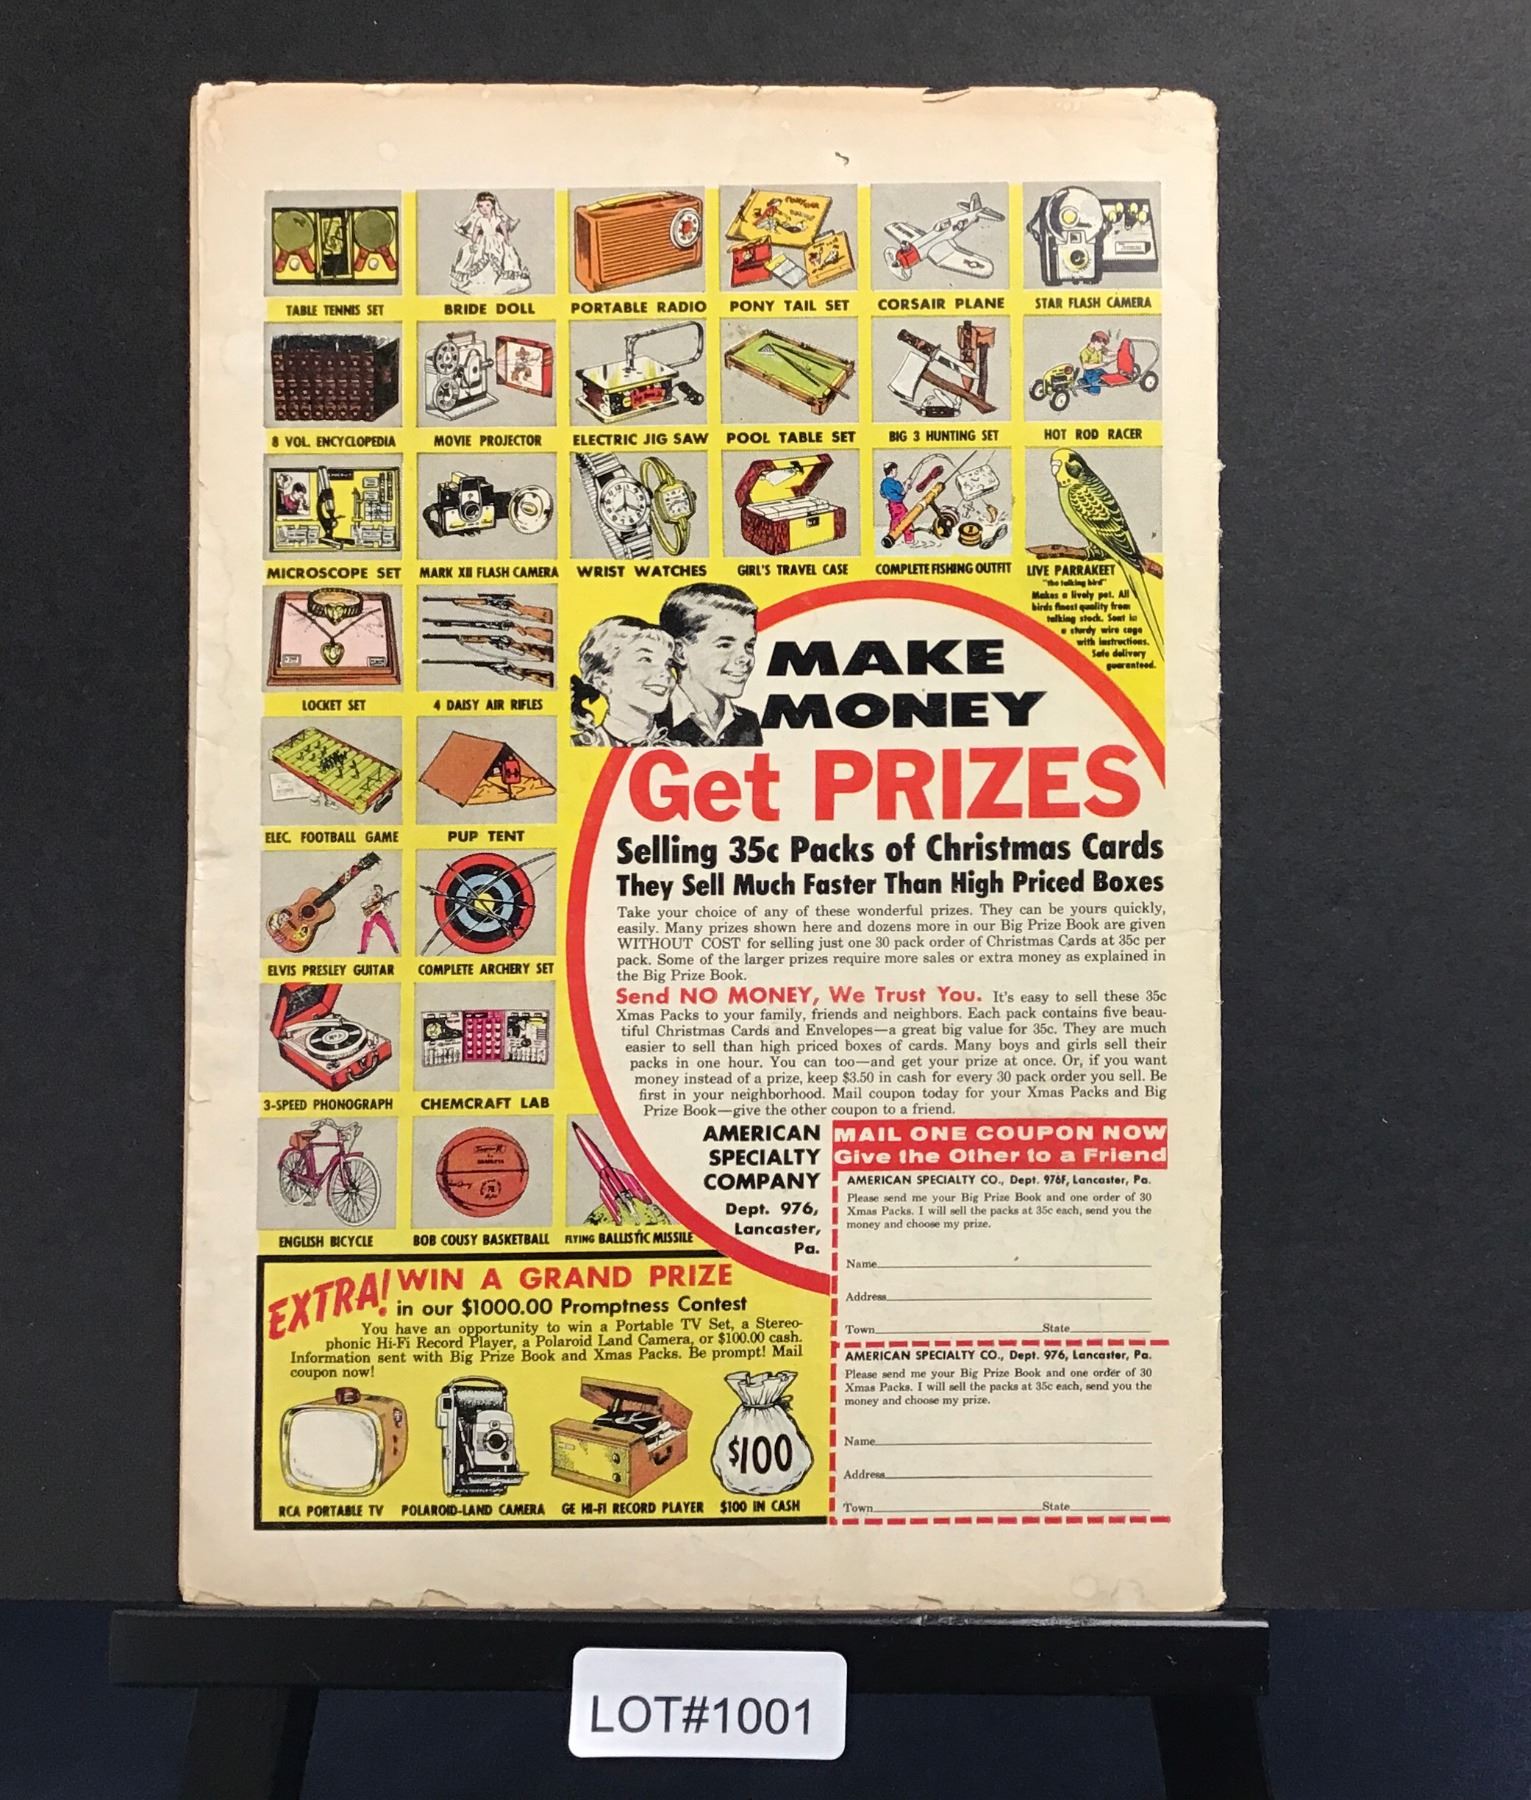 TABLE TENNIS SET
BRIDE DOLL
PORTABLE RADIO
PONY TAIL SET
CORSAIR PLANE
STAR FLASH CAMERA
8 VOL. ENCYCLOPEDIA
MOVIE PROJECTOR
ELECTRIC JIG SAW
POOL TABLE SET
BIG 3 HUNTING SET
HOT ROD RACER
MICROSCOPE SET
MARK XII FLASH CAMERA
WRIST WATCHES
GIRL'S TRAVEL CASE
COMPLETE FISHING OUTFIT
LIVE PARRAKEET
"the talking bird"
Makes a lively pet. All
birds finest quality from
talking stock. Sent in
a sturdy wire cage
with instructions.
Safe delivery
guaranteed.
LOCKET SET
4 DAISY AIR RIFLES
ELEC. FOOTBALL GAME
PUP TENT
ELVIS PRESLEY GUITAR
COMPLETE ARCHERY SET
3-SPEED PHONOGRAPH
CHEMCRAFT LAB
ENGLISH BICYCLE
BOB COUSY BASKETBALL
FLYING BALLISTIC MISSILE
MAKE
MONEY
Get PRIZES
Selling 35c Packs of Christmas Cards
They Sell Much Faster Than High Priced Boxes
Take your choice of any of these wonderful prizes. They can be yours quickly,
easily. Many prizes shown here and dozens more in our Big Prize Book are given
WITHOUT COST for selling just one 30 pack order of Christmas Cards at 35c per
pack. Some of the larger prizes require more sales or extra money as explained in
the Big Prize Book.
Send NO MONEY, We Trust You. It's easy to sell these 35c
Xmas Packs to your family, friends and neighbors. Each pack contains five beau-
tiful Christmas Cards and Envelopes—a great big value for 35c. They are much
easier to sell than high priced boxes of cards. Many boys and girls sell their
packs in one hour. You can too—and get your prize at once. Or, if you want
money instead of a prize, keep $3.50 in cash for every 30 pack order you sell. Be
first in your neighborhood. Mail coupon today for your Xmas Packs and Big
Prize Book—give the other coupon to a friend.
AMERICAN
SPECIALTY
COMPANY
Dept. 976,
Lancaster,
Pa.
MAIL ONE COUPON NOW
Give the Other to a Friend
AMERICAN SPECIALTY CO., Dept. 976F, Lancaster, Pa.
Please send me your Big Prize Book and one order of 30
Xmas Packs. I will sell the packs at 35c each, send you the
money and choose my prize.
Name
Address
Town State
AMERICAN SPECIALTY CO., Dept. 976, Lancaster, Pa.
Please send me your Big Prize Book and one order of 30
Xmas Packs. I will sell the packs at 35c each, send you the
money and choose my prize.
Name
Address
Town State
EXTRA! WIN A GRAND PRIZE
in our $1000.00 Promptness Contest
You have an opportunity to win a Portable TV Set, a Stereo-
phonic Hi-Fi Record Player, a Polaroid Land Camera, or $100.00 cash.
Information sent with Big Prize Book and Xmas Packs. Be prompt! Mail
coupon now!
$100
RCA PORTABLE TV
POLAROID-LAND CAMERA
GE HI-FI RECORD PLAYER
$100 IN CASH
LOT#1001